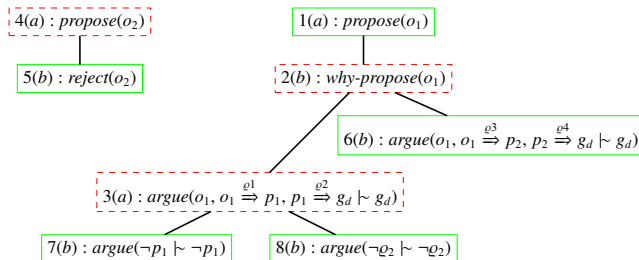 4(a) : propose(o₂)
1(a) : propose(o₁)
5(b) : reject(o₂)
2(b) : why-propose(o₁)
6(b) : argue(o₁, o₁ ⇒^ϱ3 p₂, p₂ ⇒^ϱ4 g_d |~ g_d)
3(a) : argue(o₁, o₁ ⇒^ϱ1 p₁, p₁ ⇒^ϱ2 g_d |~ g_d)
7(b) : argue(¬p₁ |~ ¬p₁)
8(b) : argue(¬ϱ₂ |~ ¬ϱ₂)